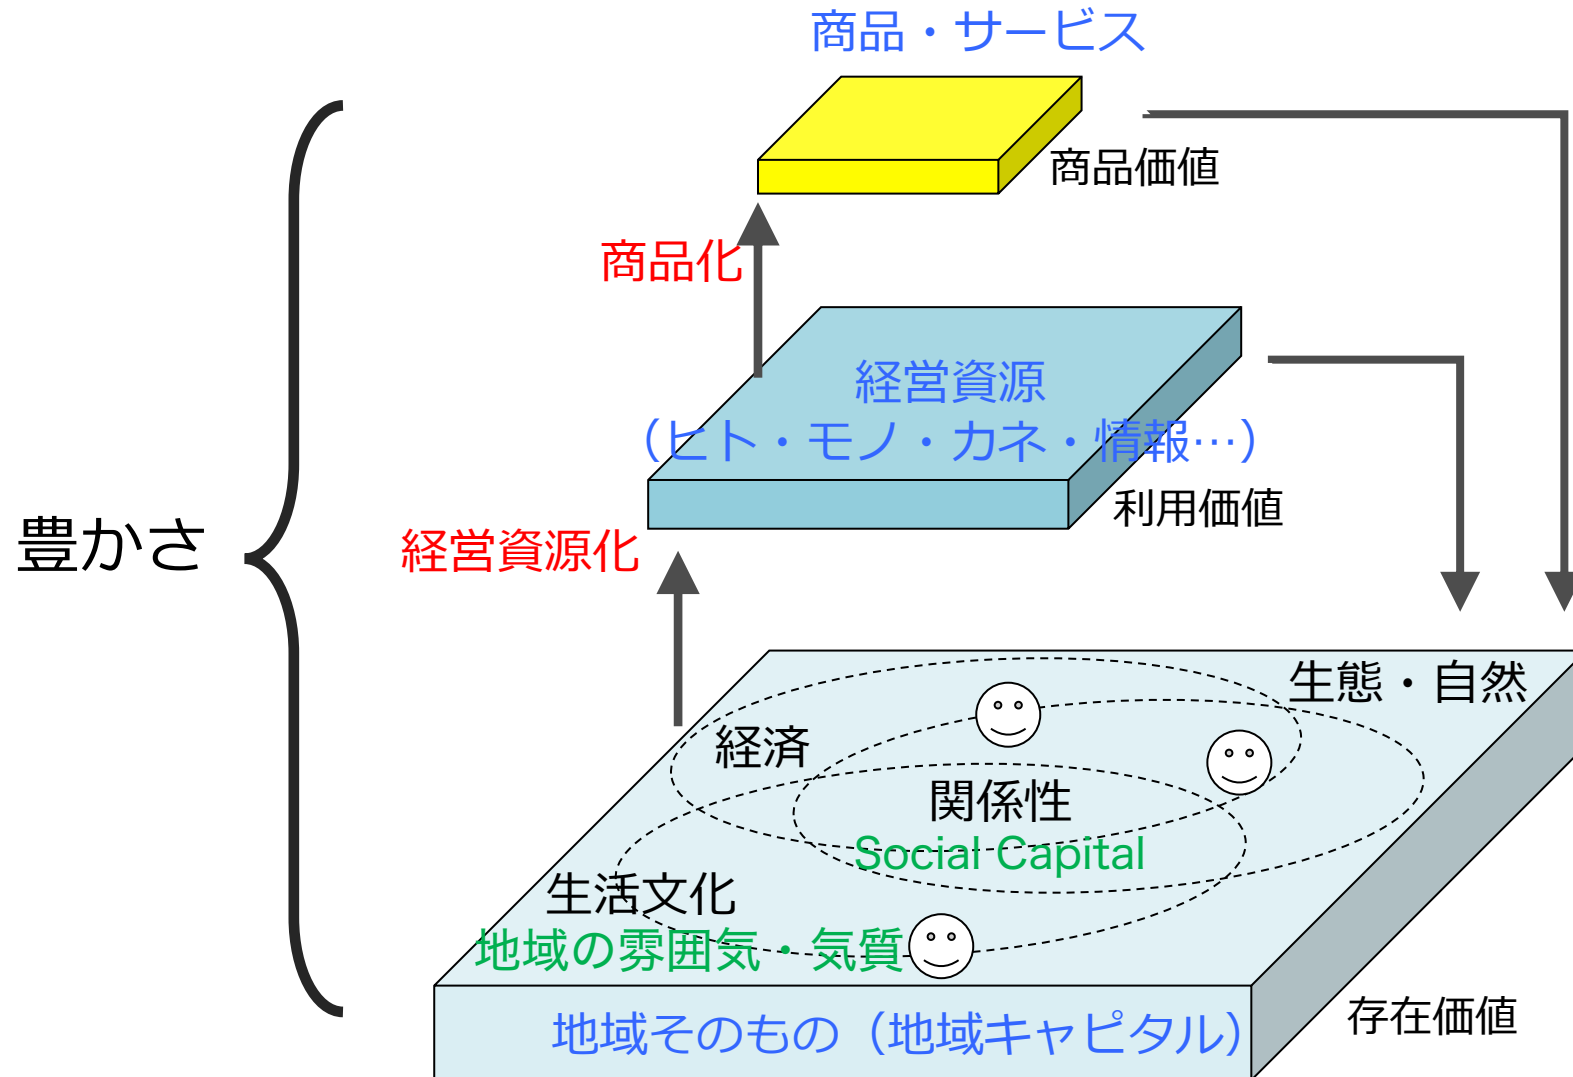 商品・サービス
商品価値
商品化
経営資源
（ヒト・モノ・カネ・情報…）
利用価値
豊かさ
経営資源化
生態・自然
経済
関係性
Social Capital
生活文化
地域の雰囲気・気質
存在価値
地域そのもの（地域キャピタル）